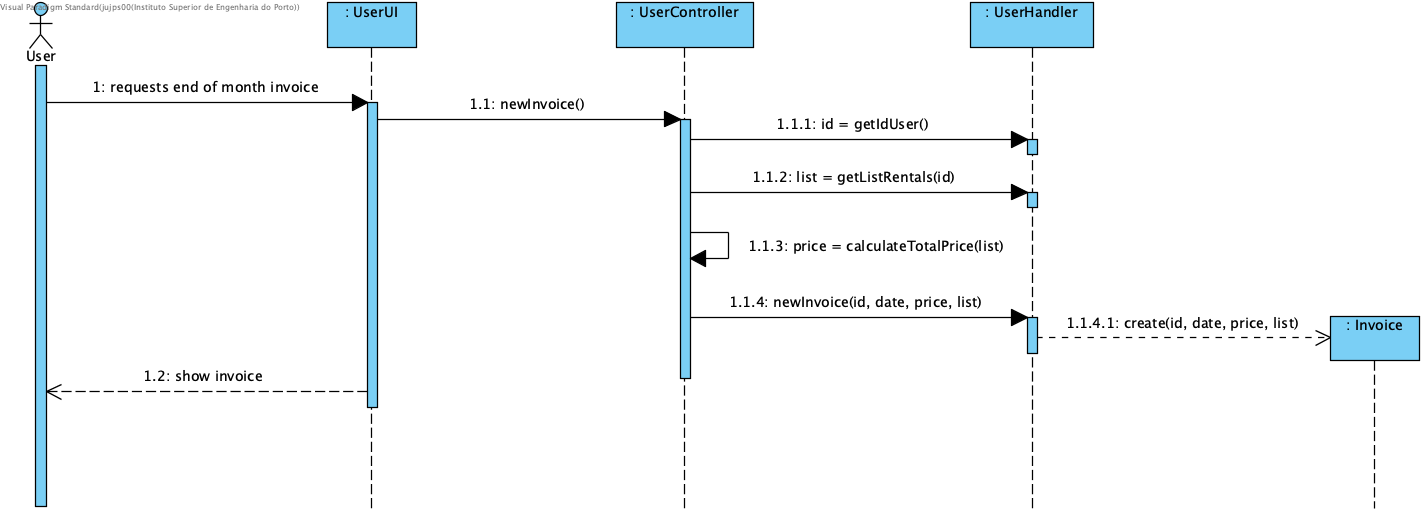 Visual Paradigm Standard(jujps00(Instituto Superior de Engenharia do Porto))
: UserUI
: UserController
: UserHandler
User
1: requests end of month invoice
1.1: newInvoice()
1.1.1: id = getIdUser()
1.1.2: list = getListRentals(id)
1.1.3: price = calculateTotalPrice(list)
1.1.4: newInvoice(id, date, price, list)
1.1.4.1: create(id, date, price, list)
: Invoice
1.2: show invoice